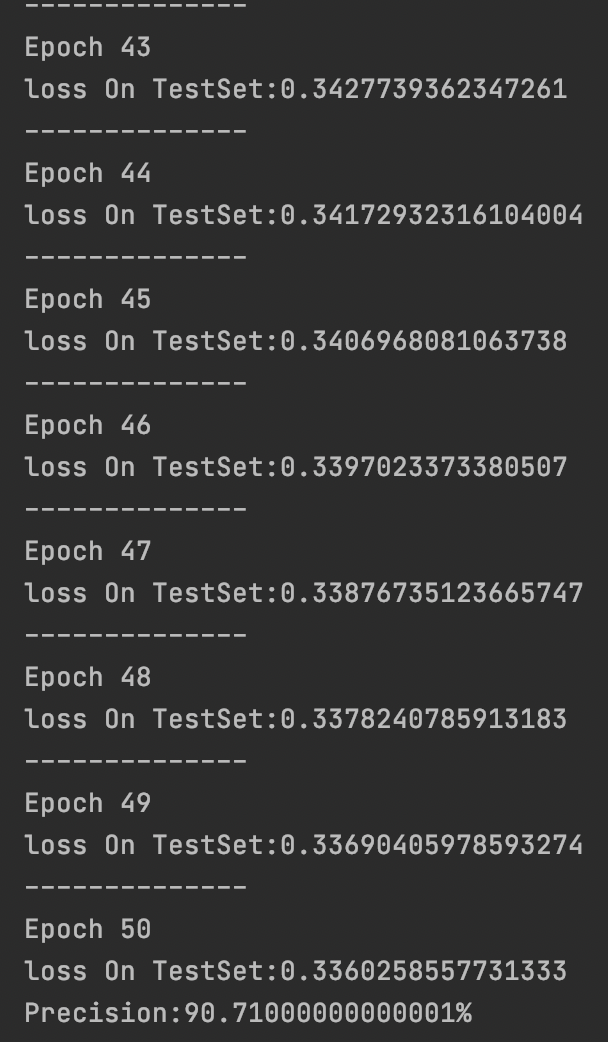 --------------
Epoch 43
loss On TestSet:0.3427739362347261
--------------
Epoch 44
loss On TestSet:0.34172932316104004
--------------
Epoch 45
loss On TestSet:0.3406968081063738
--------------
Epoch 46
loss On TestSet:0.3397023373380507
--------------
Epoch 47
loss On TestSet:0.33876735123665747
--------------
Epoch 48
loss On TestSet:0.3378240785913183
--------------
Epoch 49
loss On TestSet:0.33690405978593274
--------------
Epoch 50
loss On TestSet:0.3360258557731333
Precision:90.71000000000001%